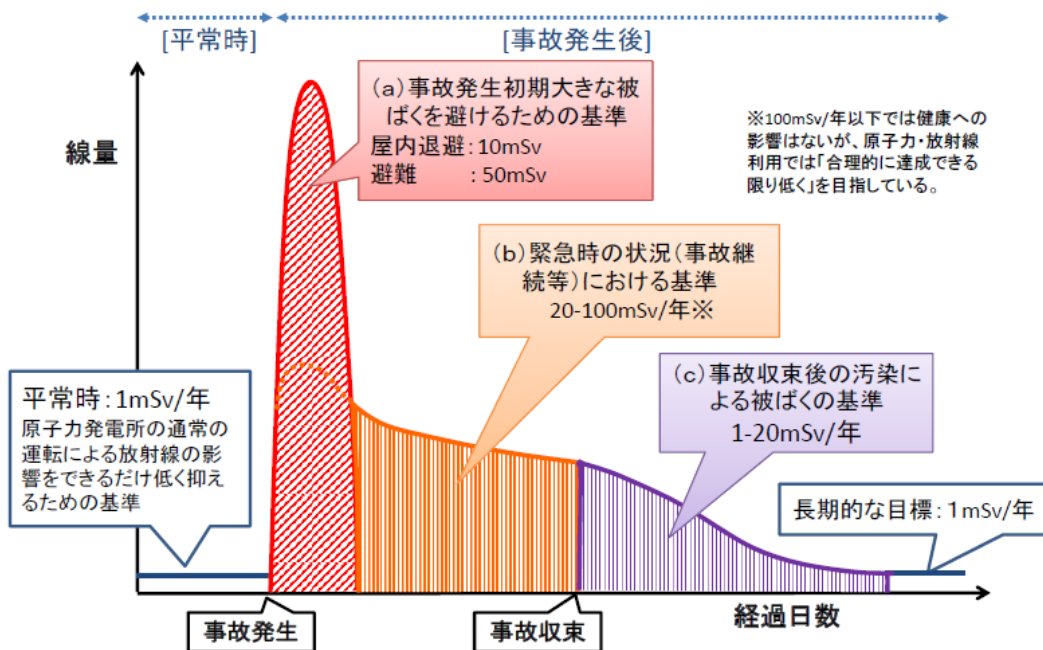 [平常時]
[事故発生後]
(a)事故発生初期大きな被
ばくを避けるための基準
屋内退避:10mSv
避難 :50mSv
※100mSv/年以下では健康への
影響はないが、原子力・放射線
利用では「合理的に達成できる
限り低く」を目指している。
線量
(b)緊急時の状況(事故継
続等)における基準
20-100mSv/年※
(c)事故収束後の汚染に
よる被ばくの基準
1-20mSv/年
平常時:1mSv/年
原子力発電所の通常の
運転による放射線の影
響をできるだけ低く抑え
るための基準
長期的な目標:1mSv/年
事故発生
事故収束
経過日数